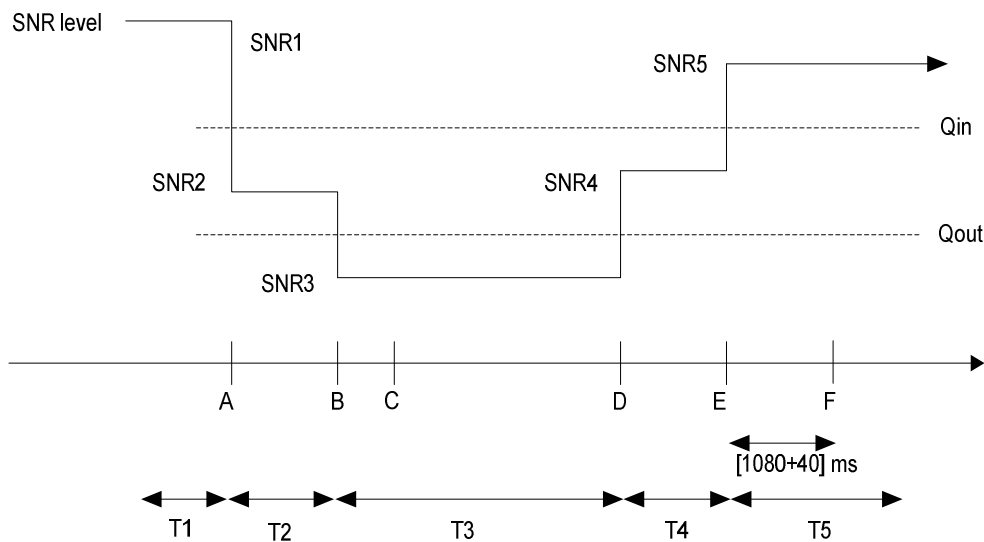 SNR level
SNR1
SNR5
Qin
SNR2
SNR4
Qout
SNR3
A
B
C
D
E
F
[1080+40] ms
T1
T2
T3
T4
T5